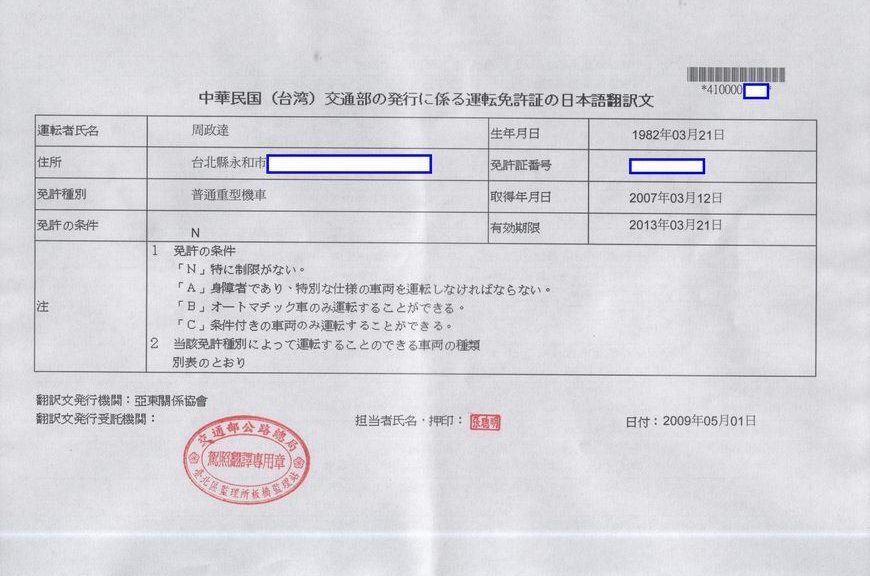 *410000 *
中華民国（台湾）交通部の発行に係る運転免許証の日本語翻訳文
運転者氏名 周政達 生年月日 1982年03月21日
住所 台北縣永和市 免許証番号
免許種別 普通重型機車 取得年月日 2007年03月12日
免許の条件 N 有効期限 2013年03月21日
注
1 免許の条件
「N」特に制限がない。
「A」身障者であり、特別な仕様の車両を運転しなければならない。
「B」オートマチック車のみ運転することができる。
「C」条件付きの車両のみ運転することができる。
2 当該免許種別によって運転することのできる車両の種類
別表のとおり
翻訳文発行機関：亞東關係協會
翻訳文発行受託機関： 担当者氏名・押印： 日付：2009年05月01日
交通部公路總局
駕照翻譯專用章
臺北區監理所板橋監理站